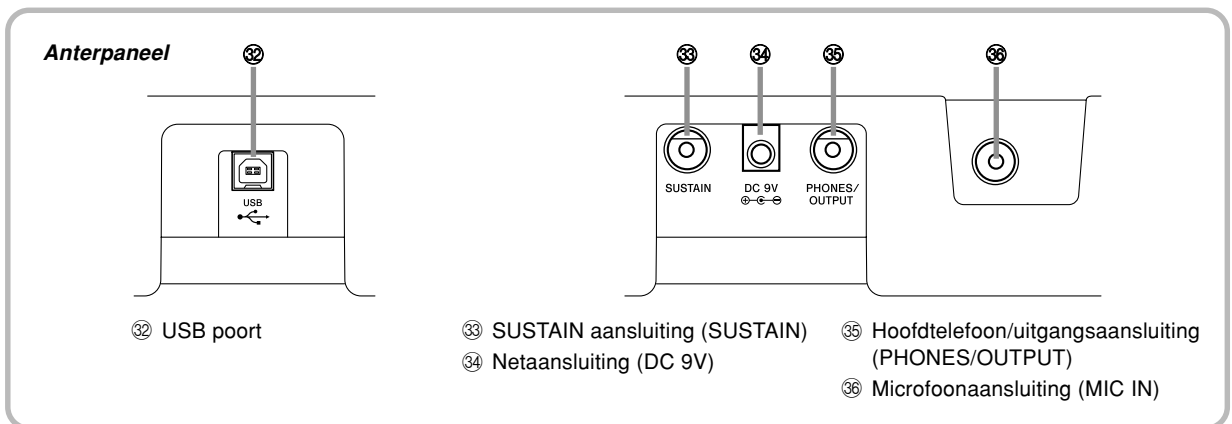 Anterpaneel
㉜ ㉝ ㉞ ㉟ ㊱
USB
SUSTAIN
DC 9V
PHONES/
OUTPUT
㉜ USB poort
㉝ SUSTAIN aansluiting (SUSTAIN)
㉞ Netaansluiting (DC 9V)
㉟ Hoofdtelefoon/uitgangsaansluiting
(PHONES/OUTPUT)
㊱ Microfoonaansluiting (MIC IN)